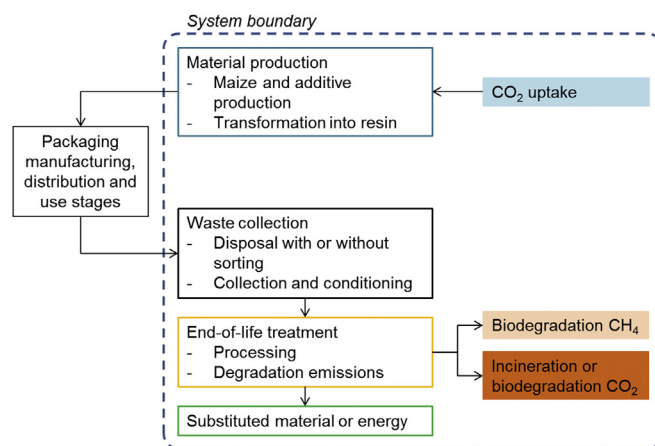 System boundary
Material production
- Maize and additive
production
- Transformation into resin
CO₂ uptake
Packaging
manufacturing,
distribution and
use stages
Waste collection
- Disposal with or without
sorting
- Collection and conditioning
End-of-life treatment
- Processing
- Degradation emissions
Biodegradation CH₄
Incineration or
biodegradation CO₂
Substituted material or energy